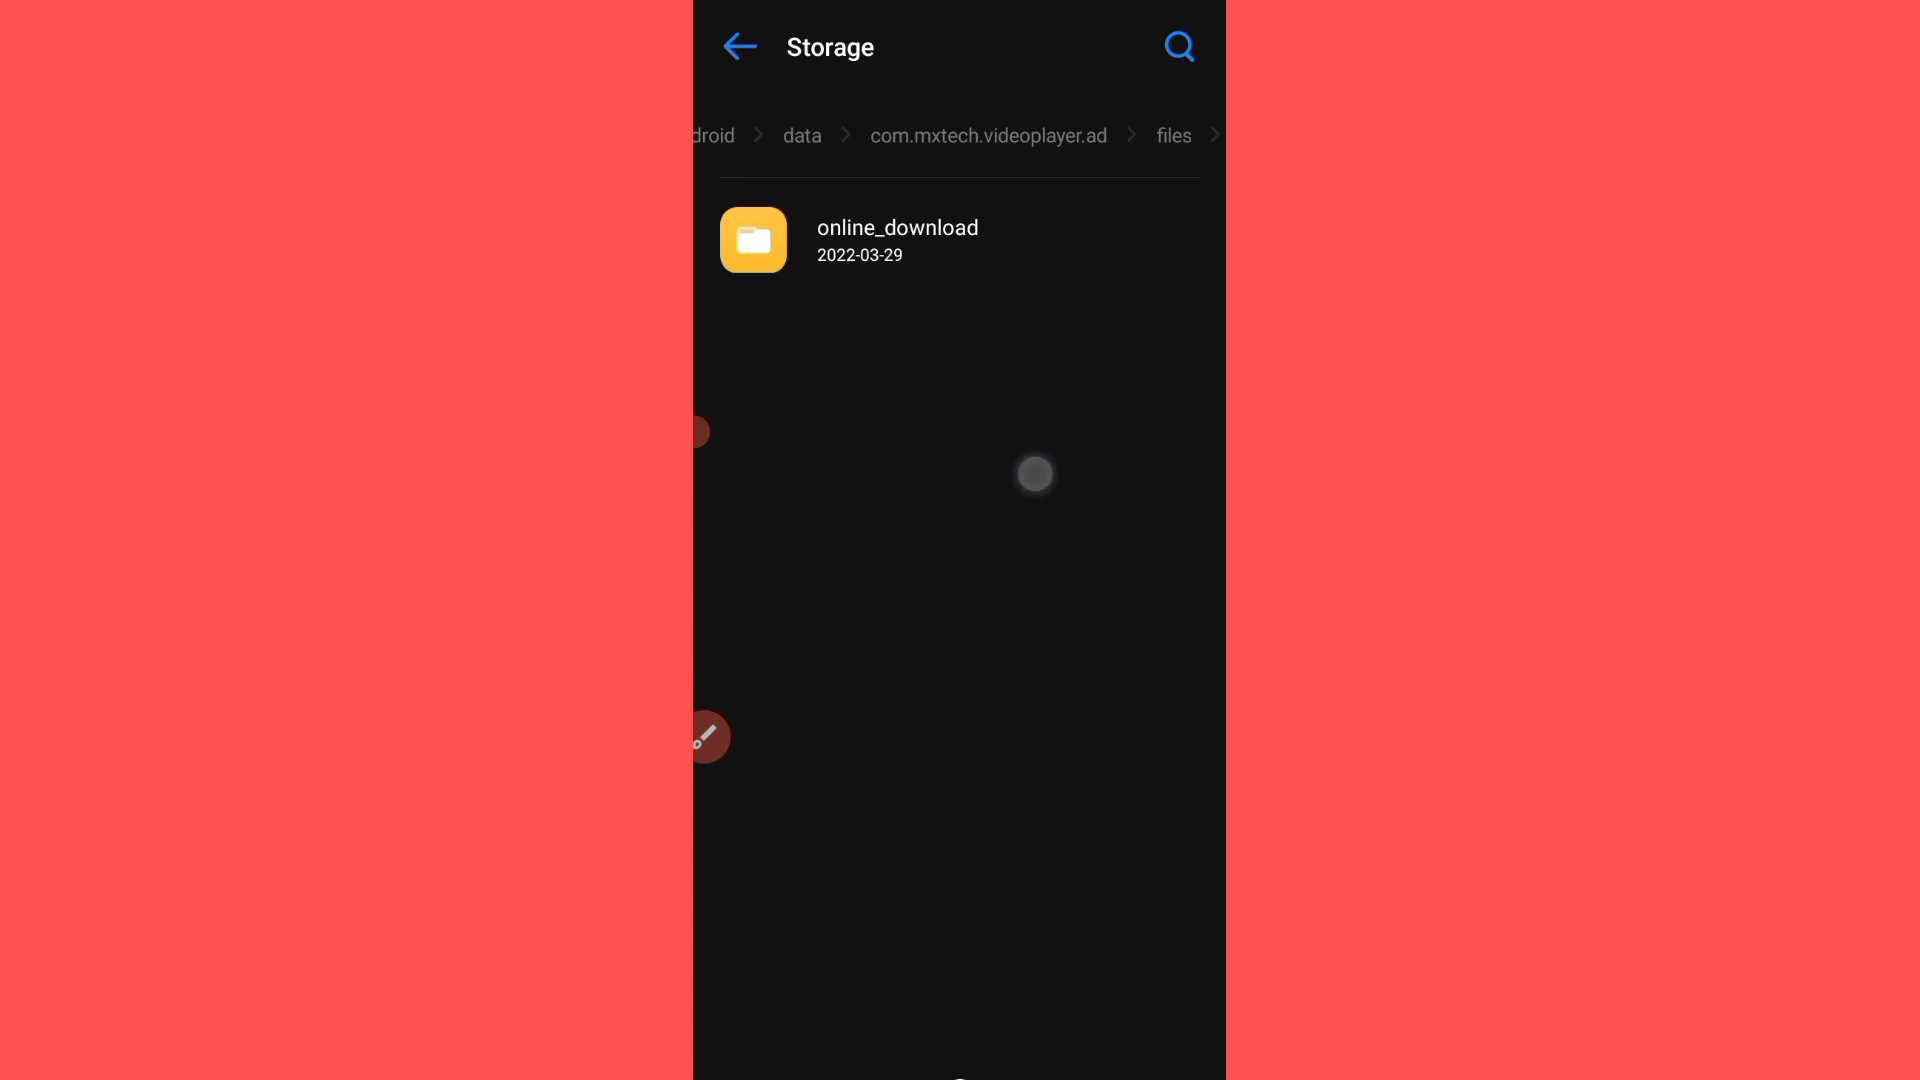 Storage
droid > data > com.mxtech.videoplayer.ad > files >
online_download
2022-03-29